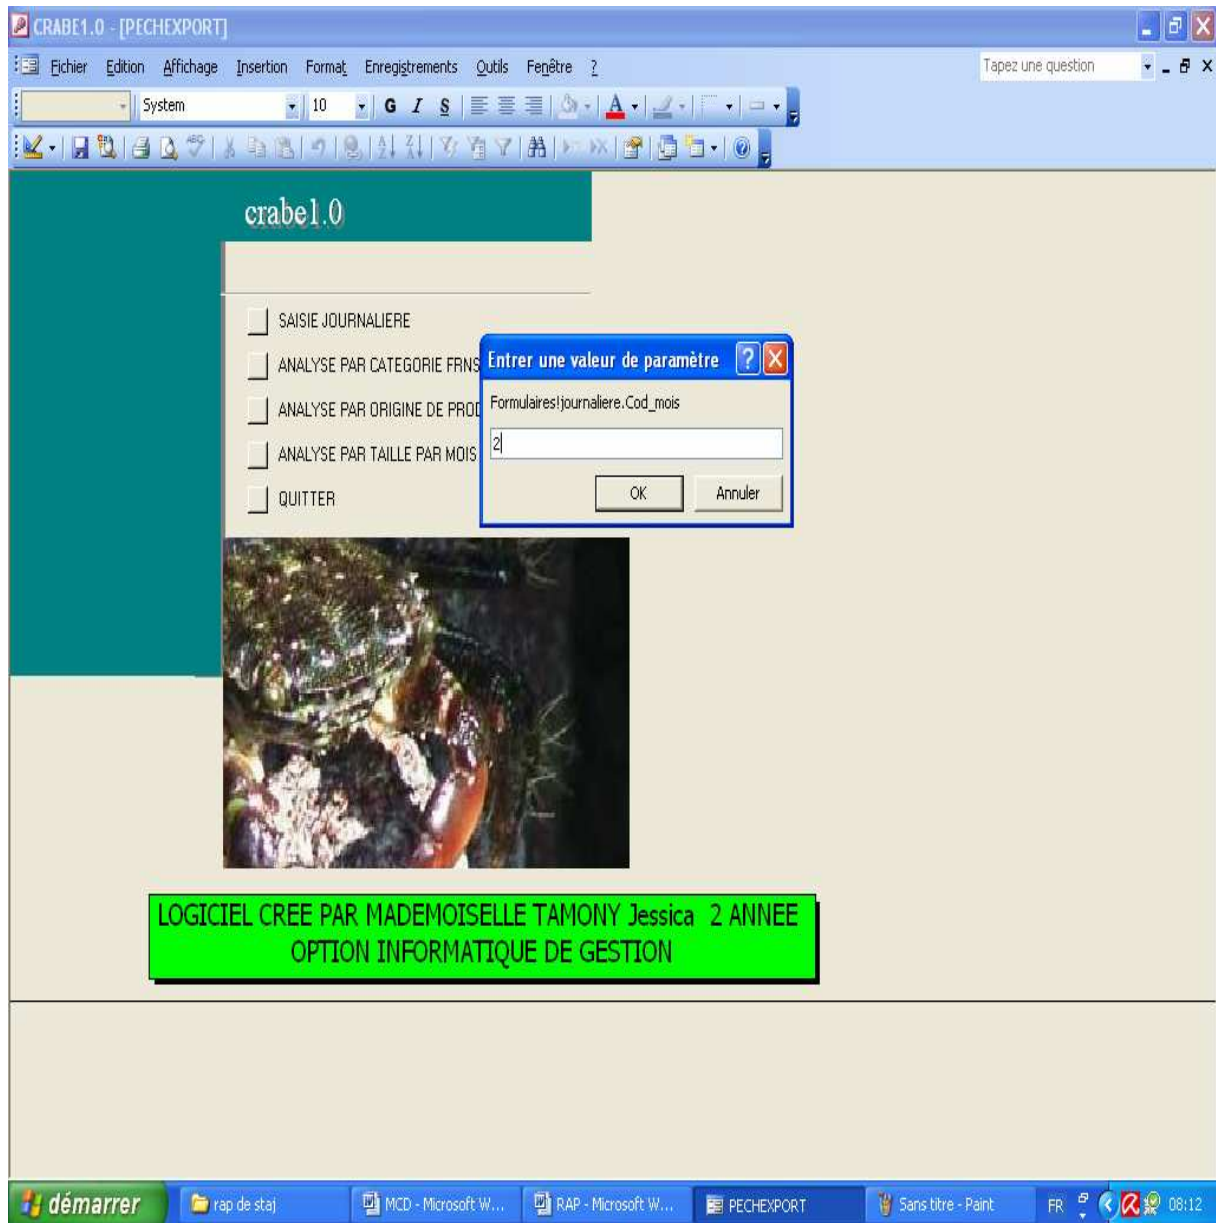 CRABE1.0 - [PECHEXPORT]
Fichier Edition Affichage Insertion Format Enregistrements Outils Fenêtre ? Tapez une question
System 10 G I S
crabe1.0
SAISIE JOURNALIERE
ANALYSE PAR CATEGORIE FRNS
ANALYSE PAR ORIGINE DE PROD
ANALYSE PAR TAILLE PAR MOIS
QUITTER
Entrer une valeur de paramètre
Formulaires!journaliere.Cod_mois
2
OK Annuler
LOGICIEL CREE PAR MADEMOISELLE TAMONY Jessica 2 ANNEE
OPTION INFORMATIQUE DE GESTION
démarrer rap de staj MCD - Microsoft W... RAP - Microsoft W... PECHEXPORT Sans titre - Paint FR 08:12